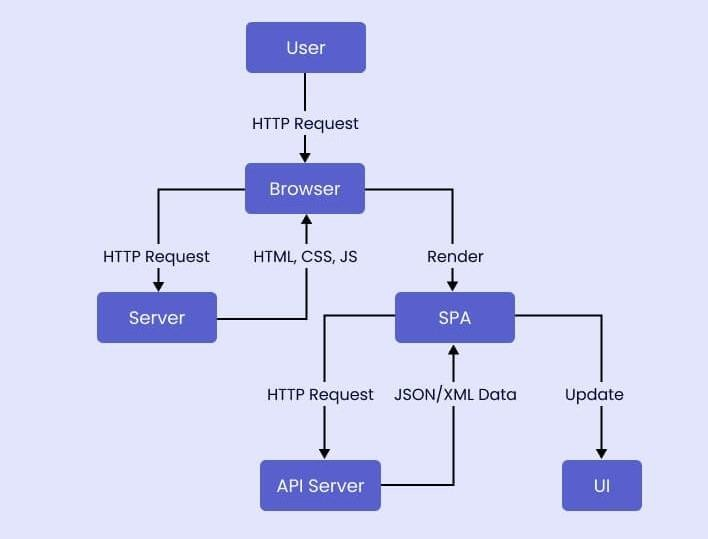 User
HTTP Request
Browser
HTTP Request
HTML, CSS, JS
Render
Server
SPA
HTTP Request
JSON/XML Data
Update
API Server
UI